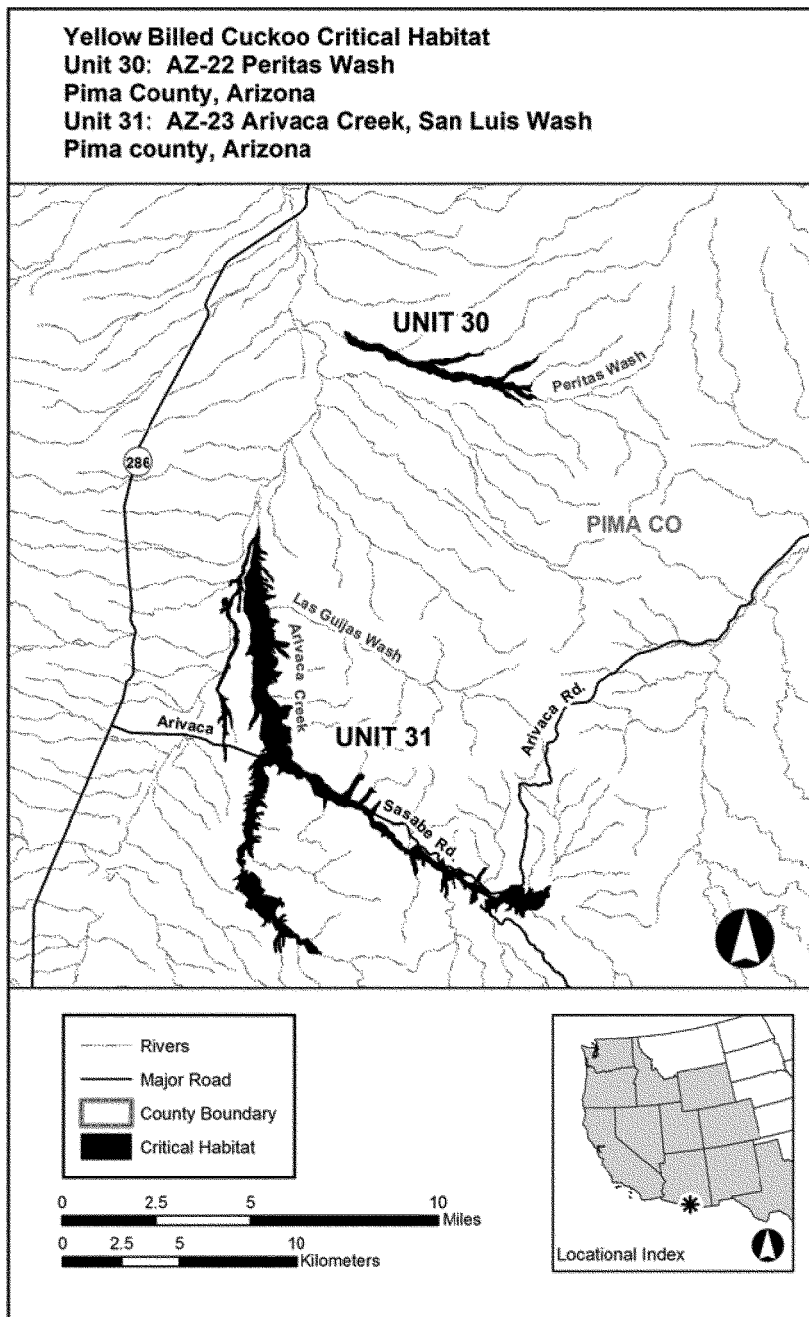 Yellow Billed Cuckoo Critical Habitat
Unit 30: AZ-22 Peritas Wash
Pima County, Arizona
Unit 31: AZ-23 Arivaca Creek, San Luis Wash
Pima county, Arizona
UNIT 30
Peritas Wash
286
PIMA CO
Las Guijas Wash
Arivaca Creek
Arivaca Rd.
Arivaca
UNIT 31
Sasabe Rd.
Rivers
Major Road
County Boundary
Critical Habitat
0 2.5 5 10
Miles
0 2.5 5 10
Kilometers
Locational Index